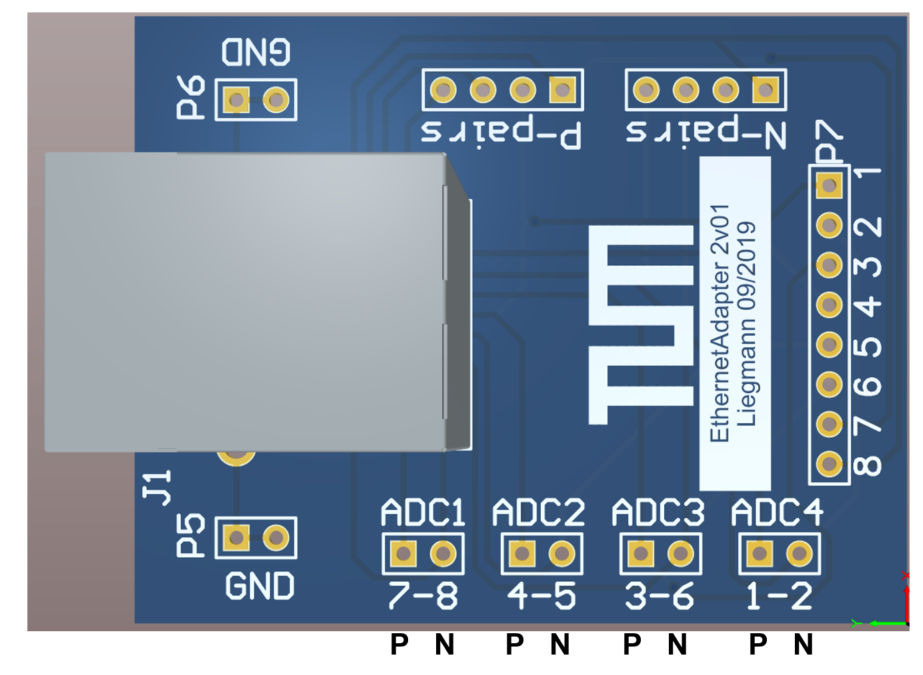 GND
P6
P-pairs
N-pairs
P7
1
2
3
4
5
6
7
8
TUM
EthernetAdapter 2v01
Liegmann 09/2019
J1
P5
GND
ADC1 ADC2 ADC3 ADC4
7-8 4-5 3-6 1-2
P N P N P N P N
Y
X